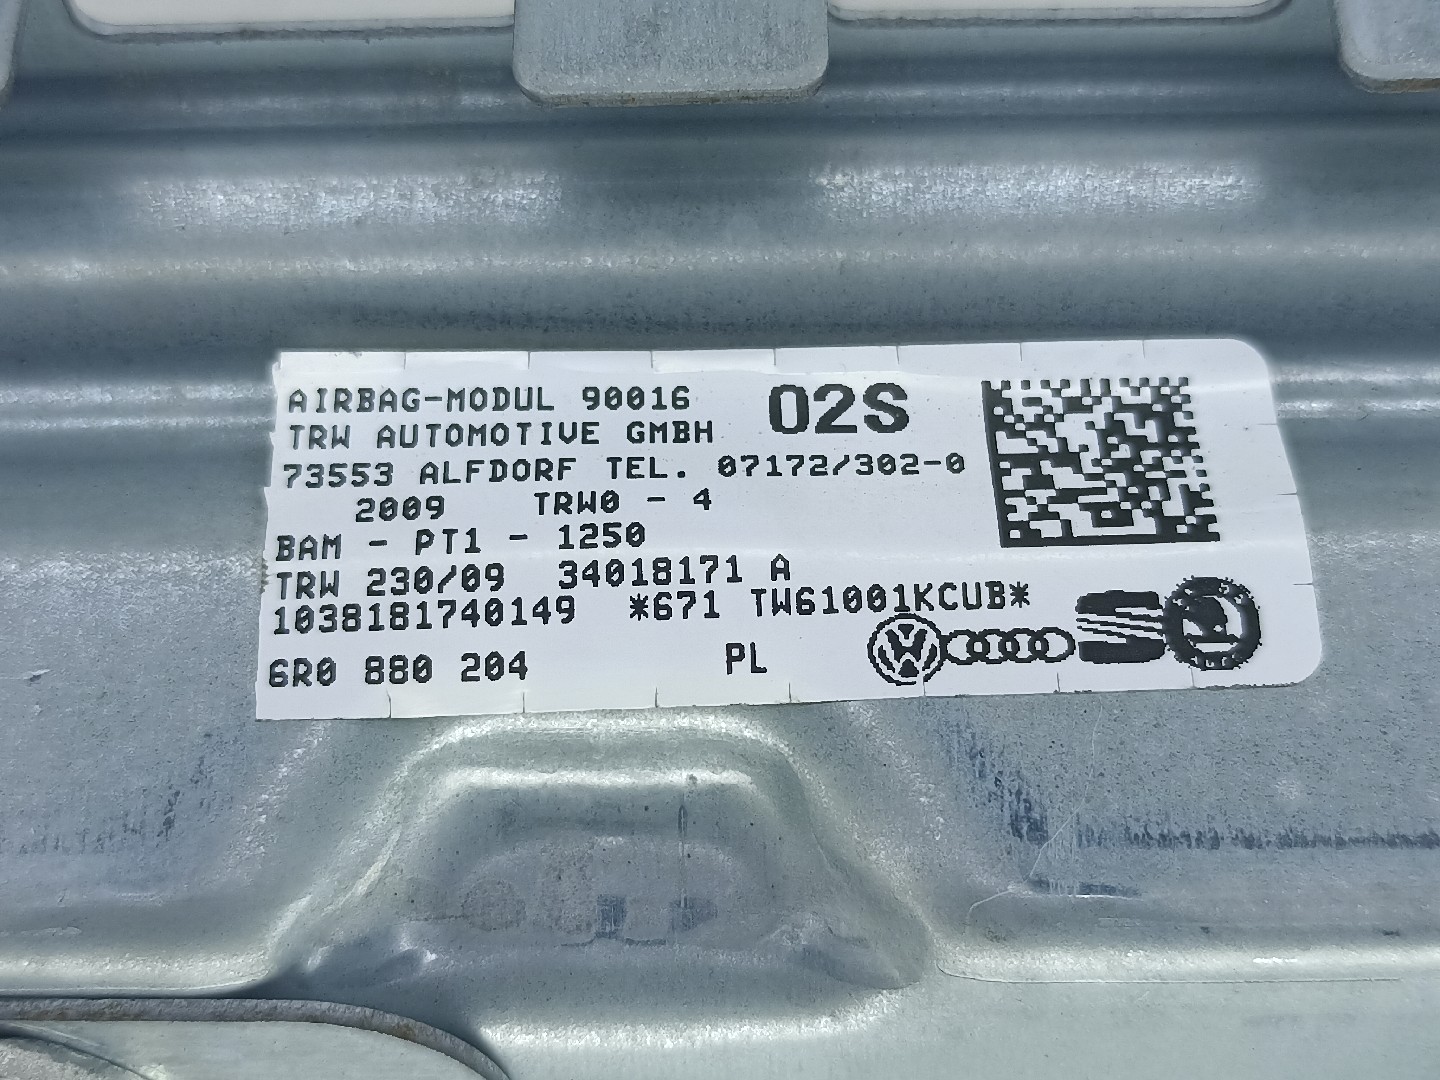 AIRBAG-MODUL 90016 02S
TRW AUTOMOTIVE GMBH
73553 ALFDORF TEL. 07172/302-0
2009 TRW0 - 4
BAM - PT1 - 1250
TRW 230/09 34018171 A
1038181740149 *671 TW61001KCUB*
6R0 880 204 PL